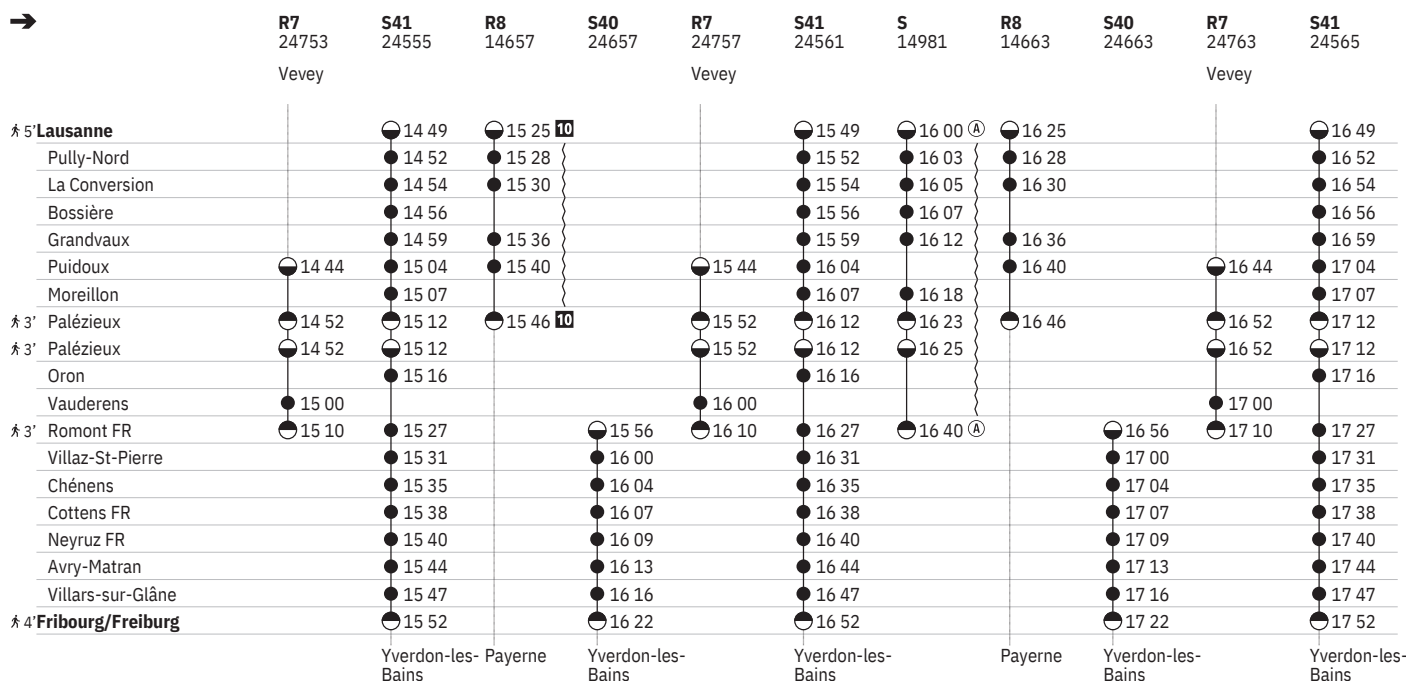 R7 S41 R8 S40 R7 S41 S R8 S40 R7 S41
24753 24555 14657 24657 24757 24561 14981 14663 24663 24763 24565
Vevey Vevey Vevey
5' Lausanne 14 49 15 25 10 15 49 16 00 A 16 25 16 49
Pully-Nord 14 52 15 28 15 52 16 03 16 28 16 52
La Conversion 14 54 15 30 15 54 16 05 16 30 16 54
Bossière 14 56 15 56 16 07 16 56
Grandvaux 14 59 15 36 15 59 16 12 16 36 16 59
Puidoux 14 44 15 04 15 40 15 44 16 04 16 40 16 44 17 04
Moreillon 15 07 16 07 16 18 17 07
3' Palézieux 14 52 15 12 15 46 10 15 52 16 12 16 23 16 46 16 52 17 12
3' Palézieux 14 52 15 12 15 52 16 12 16 25 16 52 17 12
Oron 15 16 16 16 17 16
Vauderens 15 00 16 00 17 00
3' Romont FR 15 10 15 27 15 56 16 10 16 27 16 40 A 16 56 17 10 17 27
Villaz-St-Pierre 15 31 16 00 16 31 17 00 17 31
Chénens 15 35 16 04 16 35 17 04 17 35
Cottens FR 15 38 16 07 16 38 17 07 17 38
Neyruz FR 15 40 16 09 16 40 17 09 17 40
Avry-Matran 15 44 16 13 16 44 17 13 17 44
Villars-sur-Glâne 15 47 16 16 16 47 17 16 17 47
4' Fribourg/Freiburg 15 52 16 22 16 52 17 22 17 52
Yverdon-les- Payerne Yverdon-les- Yverdon-les- Payerne Yverdon-les- Yverdon-les-
Bains Bains Bains Bains Bains